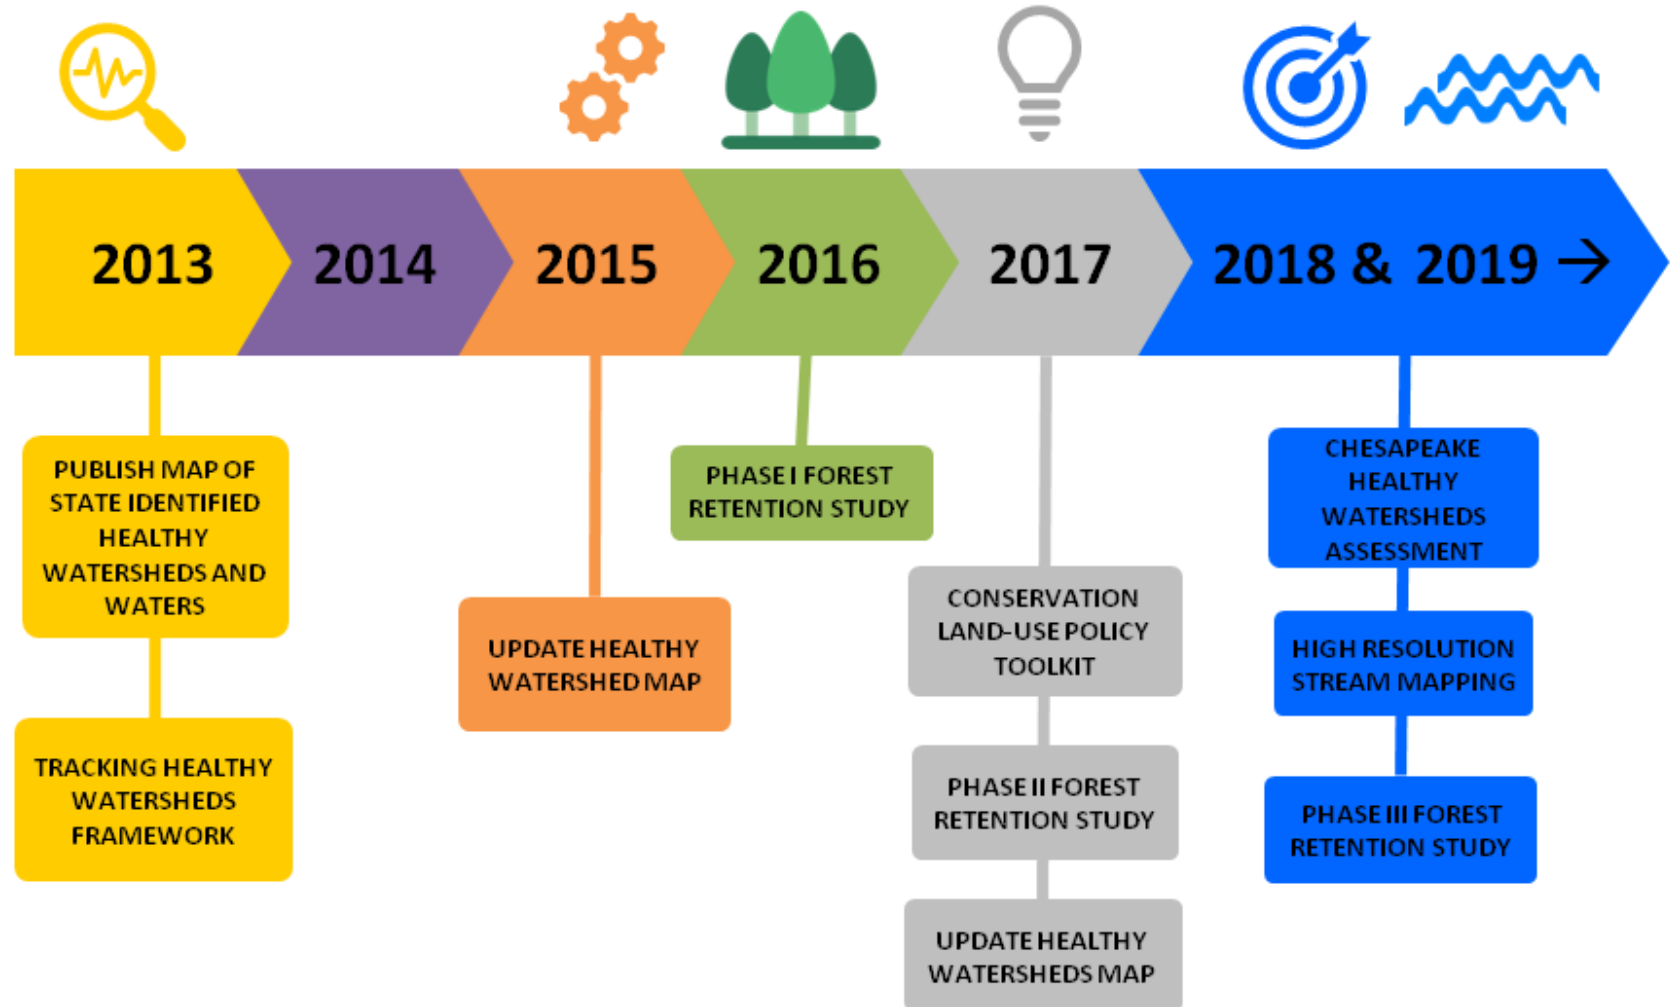 2013
2014
2015
2016
2017
2018 & 2019 →
PUBLISH MAP OF
STATE IDENTIFIED
HEALTHY
WATERSHEDS AND
WATERS
TRACKING HEALTHY
WATERSHEDS
FRAMEWORK
UPDATE HEALTHY
WATERSHED MAP
PHASE I FOREST
RETENTION STUDY
CONSERVATION
LAND-USE POLICY
TOOLKIT
PHASE II FOREST
RETENTION STUDY
UPDATE HEALTHY
WATERSHEDS MAP
CHESAPEAKE
HEALTHY
WATERSHEDS
ASSESSMENT
HIGH RESOLUTION
STREAM MAPPING
PHASE III FOREST
RETENTION STUDY